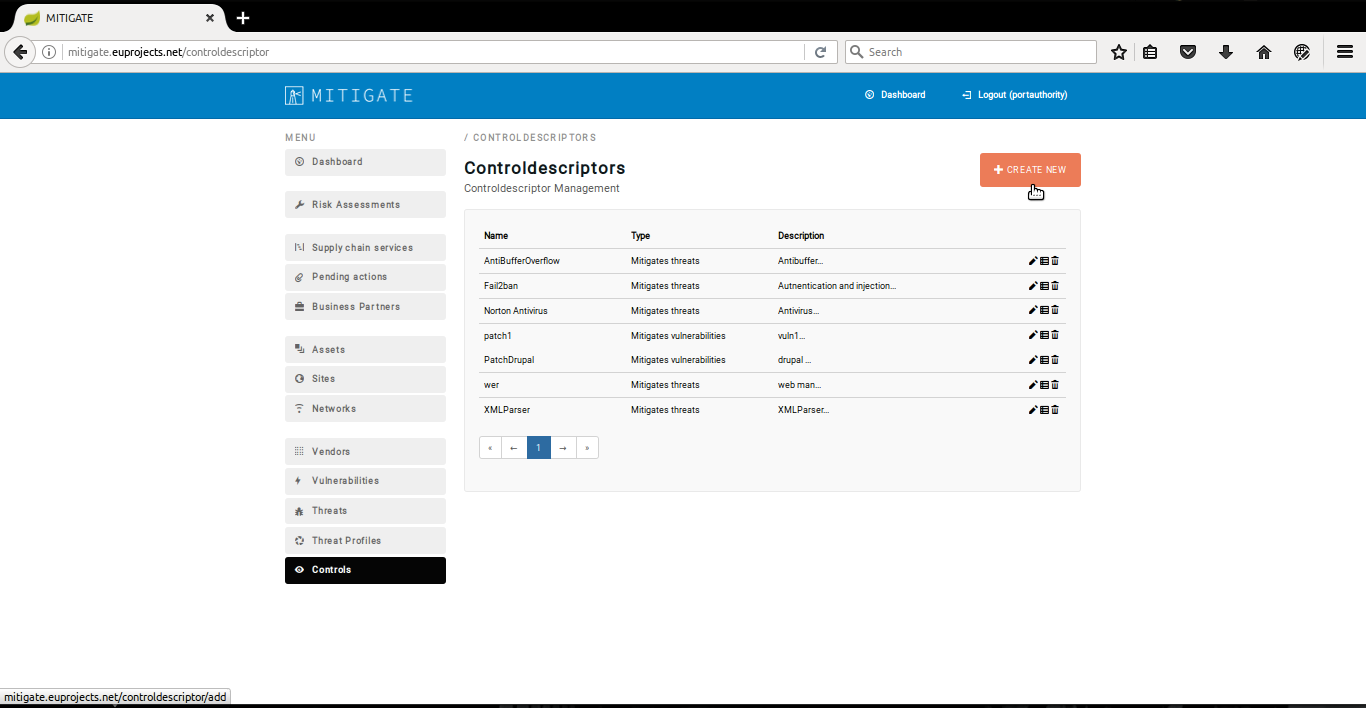 MITIGATE
mitigate.euprojects.net/controldescriptor
Search
MITIGATE
Dashboard
Logout (portauthority)
MENU
Dashboard
Risk Assessments
Supply chain services
Pending actions
Business Partners
Assets
Sites
Networks
Vendors
Vulnerabilities
Threats
Threat Profiles
Controls
/ CONTROLDESCRIPTORS
Controldescriptors
Controldescriptor Management
CREATE NEW
Name Type Description
AntiBufferOverflow Mitigates threats Antibuffer...
Fail2ban Mitigates threats Autnentication and injection...
Norton Antivirus Mitigates threats Antivirus...
patch1 Mitigates vulnerabilities vuln1...
PatchDrupal Mitigates vulnerabilities drupal ...
wer Mitigates threats web man...
XMLParser Mitigates threats XMLParser...
« ← 1 → »
mitigate.euprojects.net/controldescriptor/add